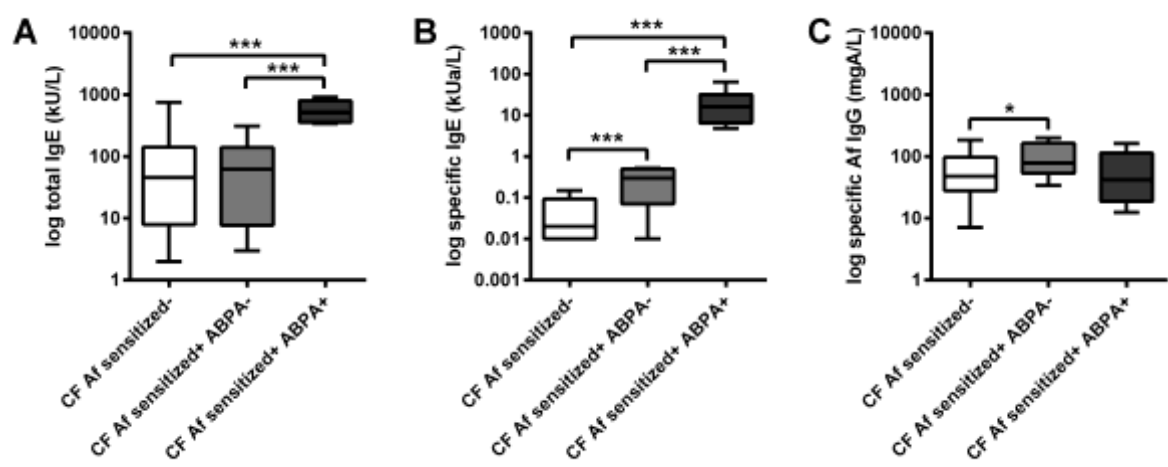 A
log total IgE (kU/L)
10000
1000
100
10
1
***
***
CF Af sensitized-
CF Af sensitized+ ABPA-
CF Af sensitized+ ABPA+
B
log specific IgE (kUa/L)
1000
100
10
1
0.1
0.01
0.001
***
***
***
CF Af sensitized-
CF Af sensitized+ ABPA-
CF Af sensitized+ ABPA+
C
log specific Af IgG (mgA/L)
10000
1000
100
10
1
*
CF Af sensitized-
CF Af sensitized+ ABPA-
CF Af sensitized+ ABPA+